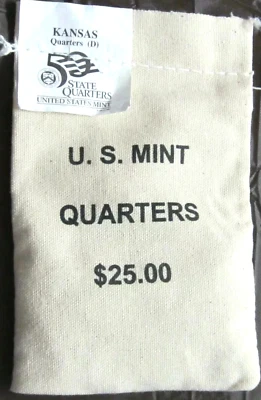 KANSAS
Quarters (D)
50
STATE
QUARTERS
UNITED STATES MINT
U. S. MINT
QUARTERS
$25.00